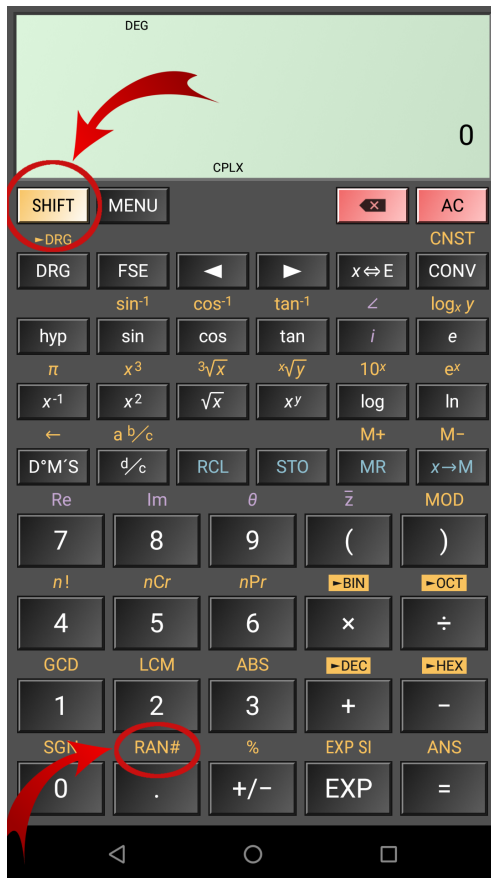 DEG
0
CPLX
SHIFT MENU AC
►DRG CNST
DRG FSE ◄ ► x⇔E CONV
sin-1 cos-1 tan-1 ∠ logx y
hyp sin cos tan i e
π x3 3√x x√y 10x ex
x-1 x2 √x xy log ln
← a b/c M+ M−
D°M´S d/c RCL STO MR x→M
Re Im θ z̅ MOD
7 8 9 ( )
n! nCr nPr ►BIN ►OCT
4 5 6 × ÷
GCD LCM ABS ►DEC ►HEX
1 2 3 + −
SGN RAN# % EXP SI ANS
0 . +/− EXP =